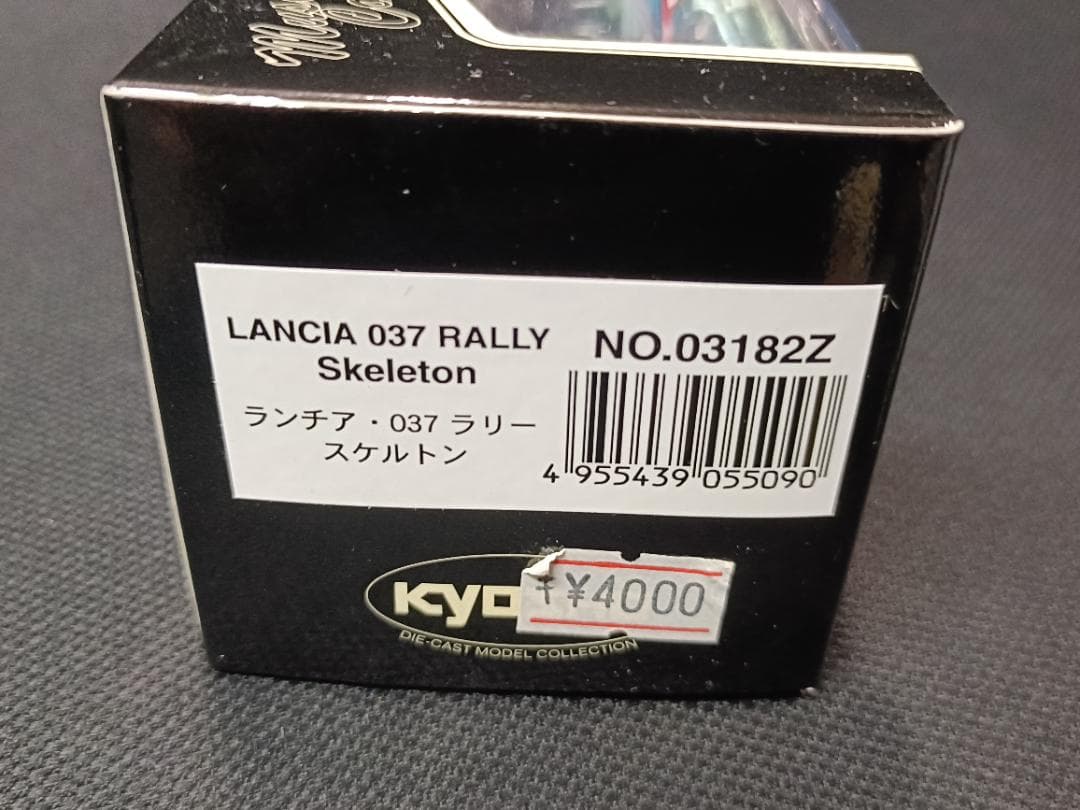 LANCIA 037 RALLY
Skeleton
ランチア・037 ラリー
スケルトン
NO.03182Z
4 955439 055090
KYO
¥4000
DIE-CAST MODEL COLLECTION